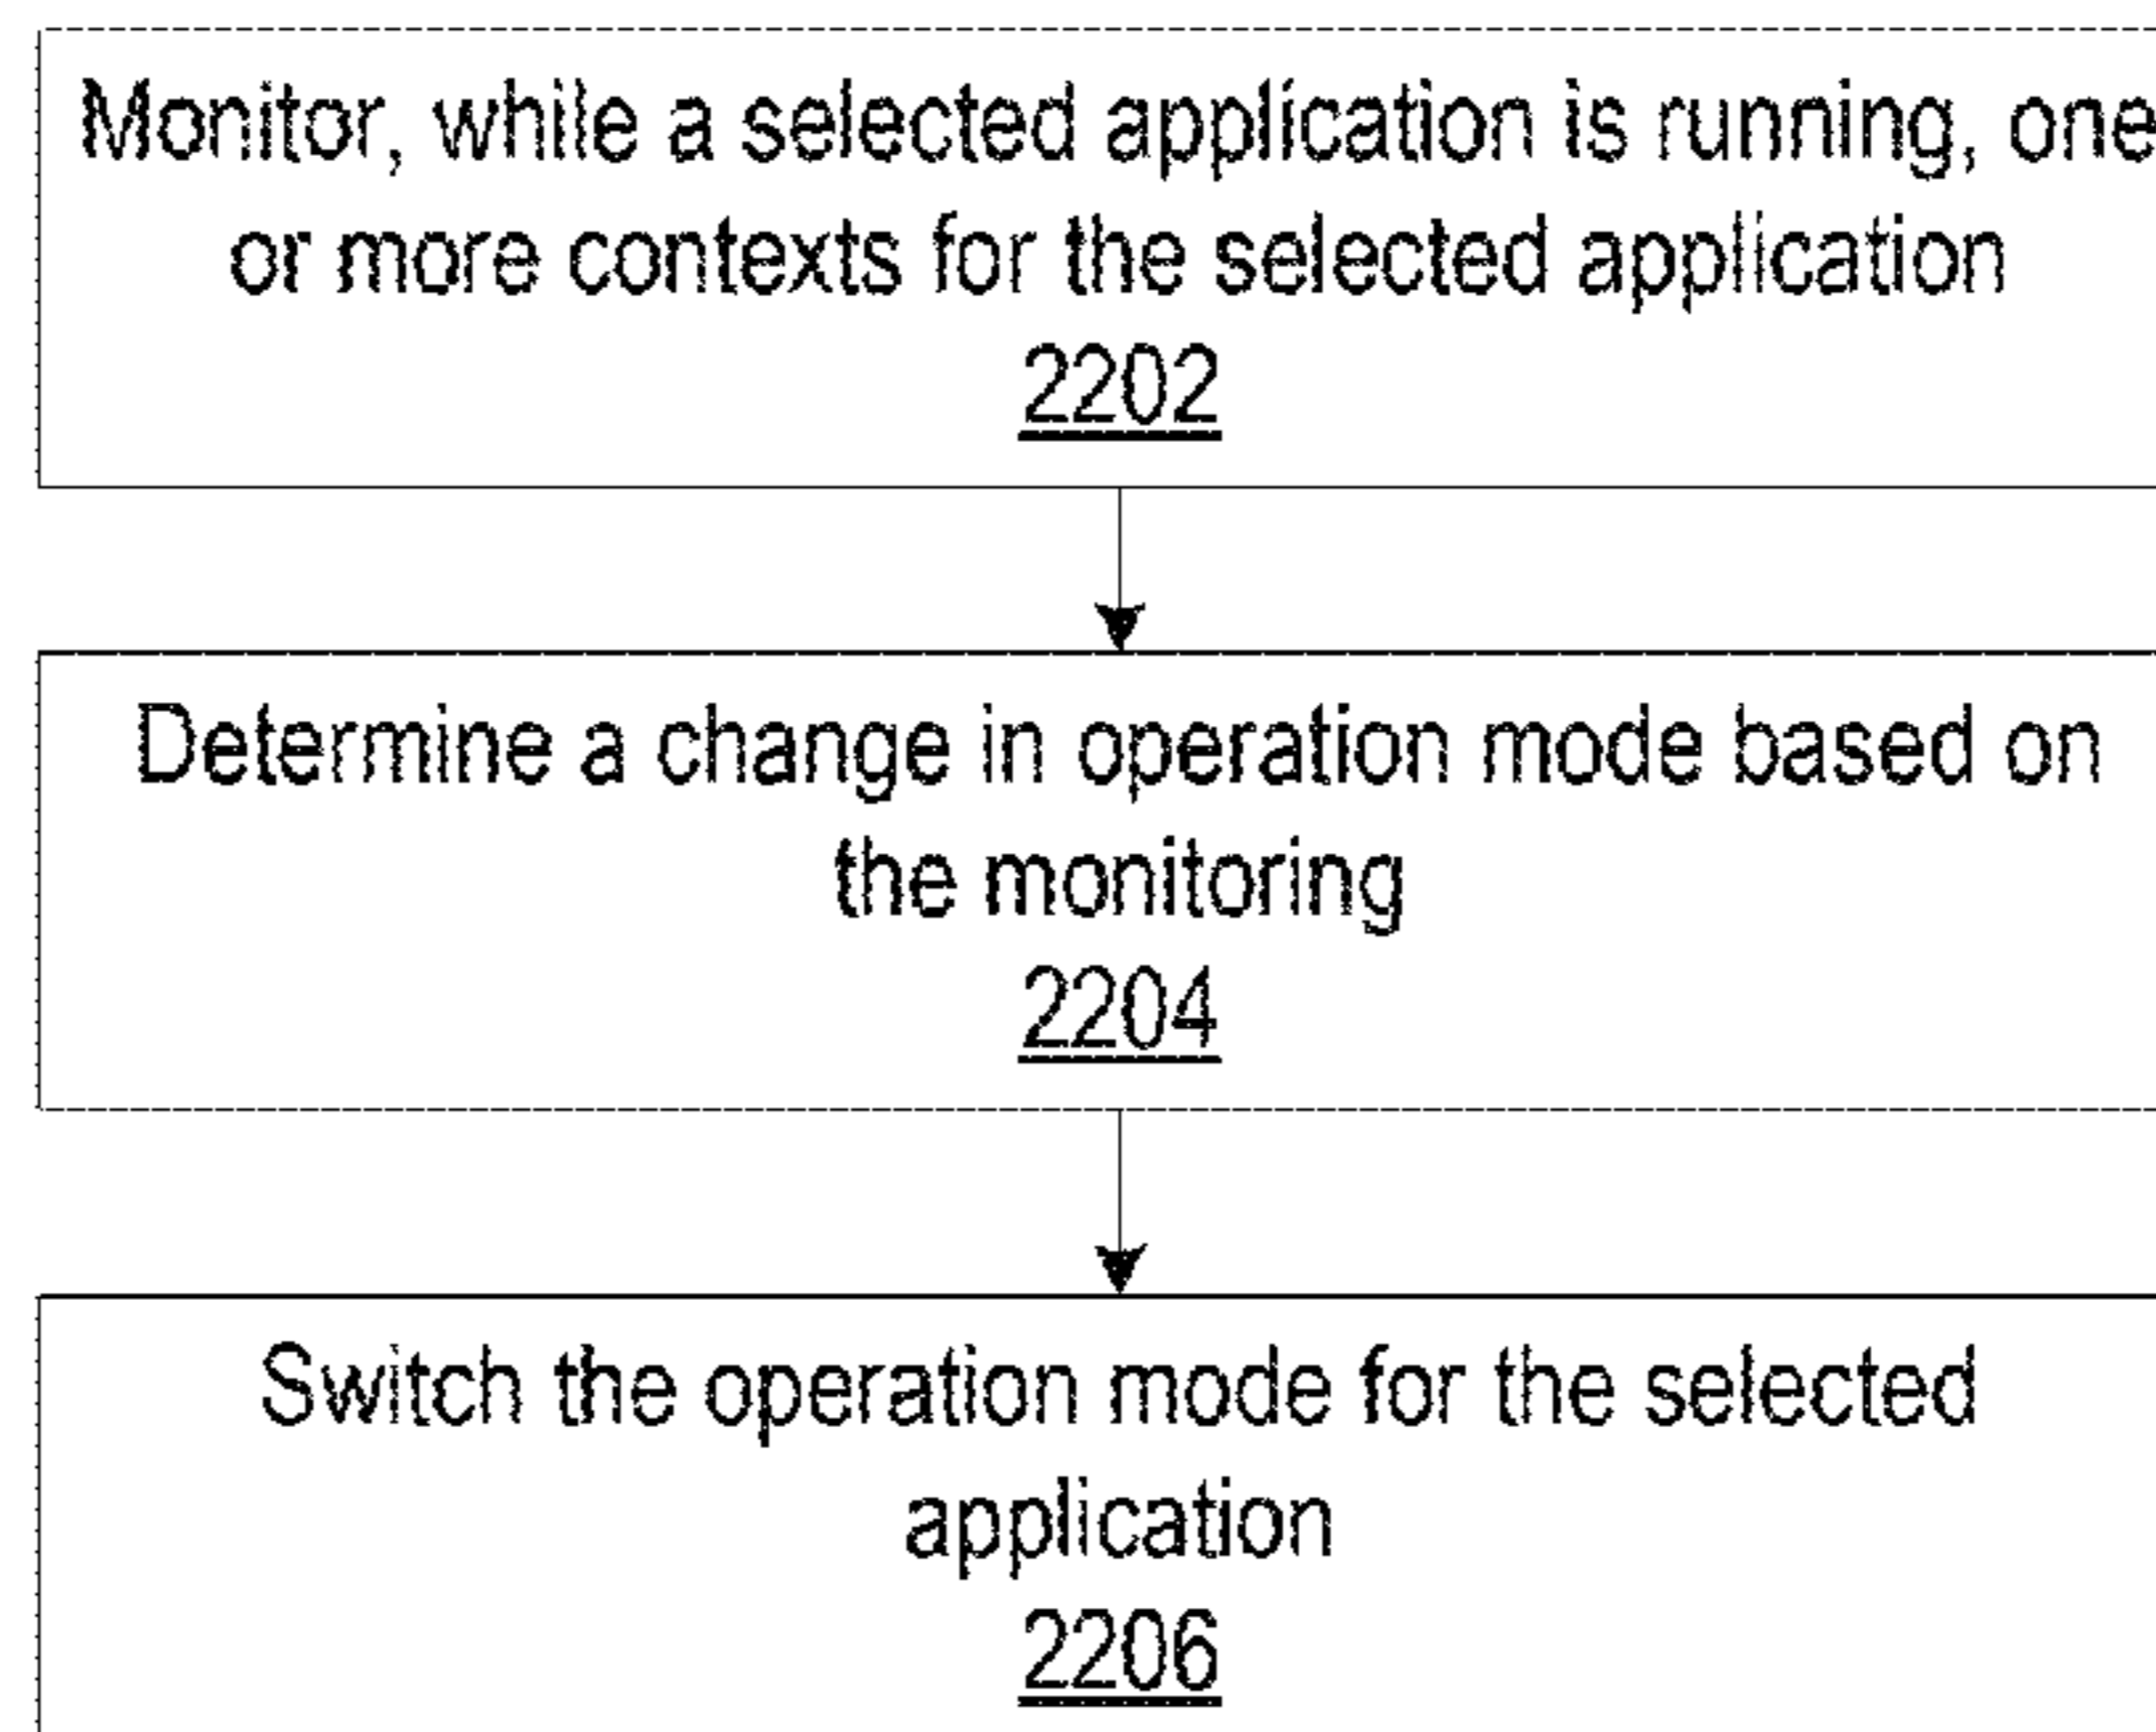 Monitor, while a selected application is running, one
or more contexts for the selected application
2202
Determine a change in operation mode based on
the monitoring
2204
Switch the operation mode for the selected
application
2206